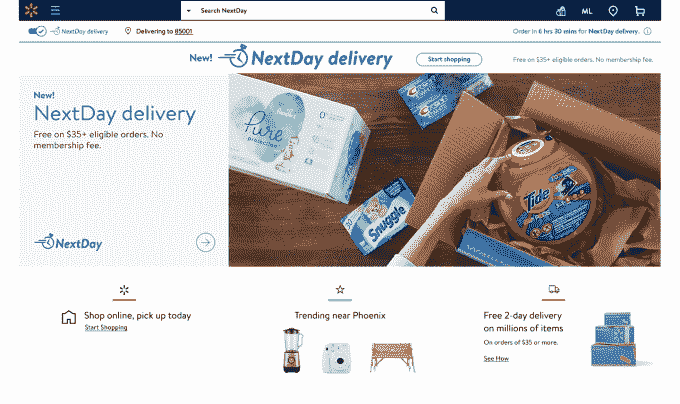 Search NextDay
ML
NextDay delivery
Delivering to 85001
Order in 6 hrs 30 mins for NextDay delivery.
New!
NextDay delivery
Start shopping
Free on $35+ eligible orders. No membership fee.
New!
NextDay delivery
Free on $35+ eligible orders. No
membership fee.
NextDay
Pure
protection
Snuggle
Tide
Shop online, pick up today
Start Shopping
Trending near Phoenix
Free 2-day delivery
on millions of items
On orders of $35 or more.
See How